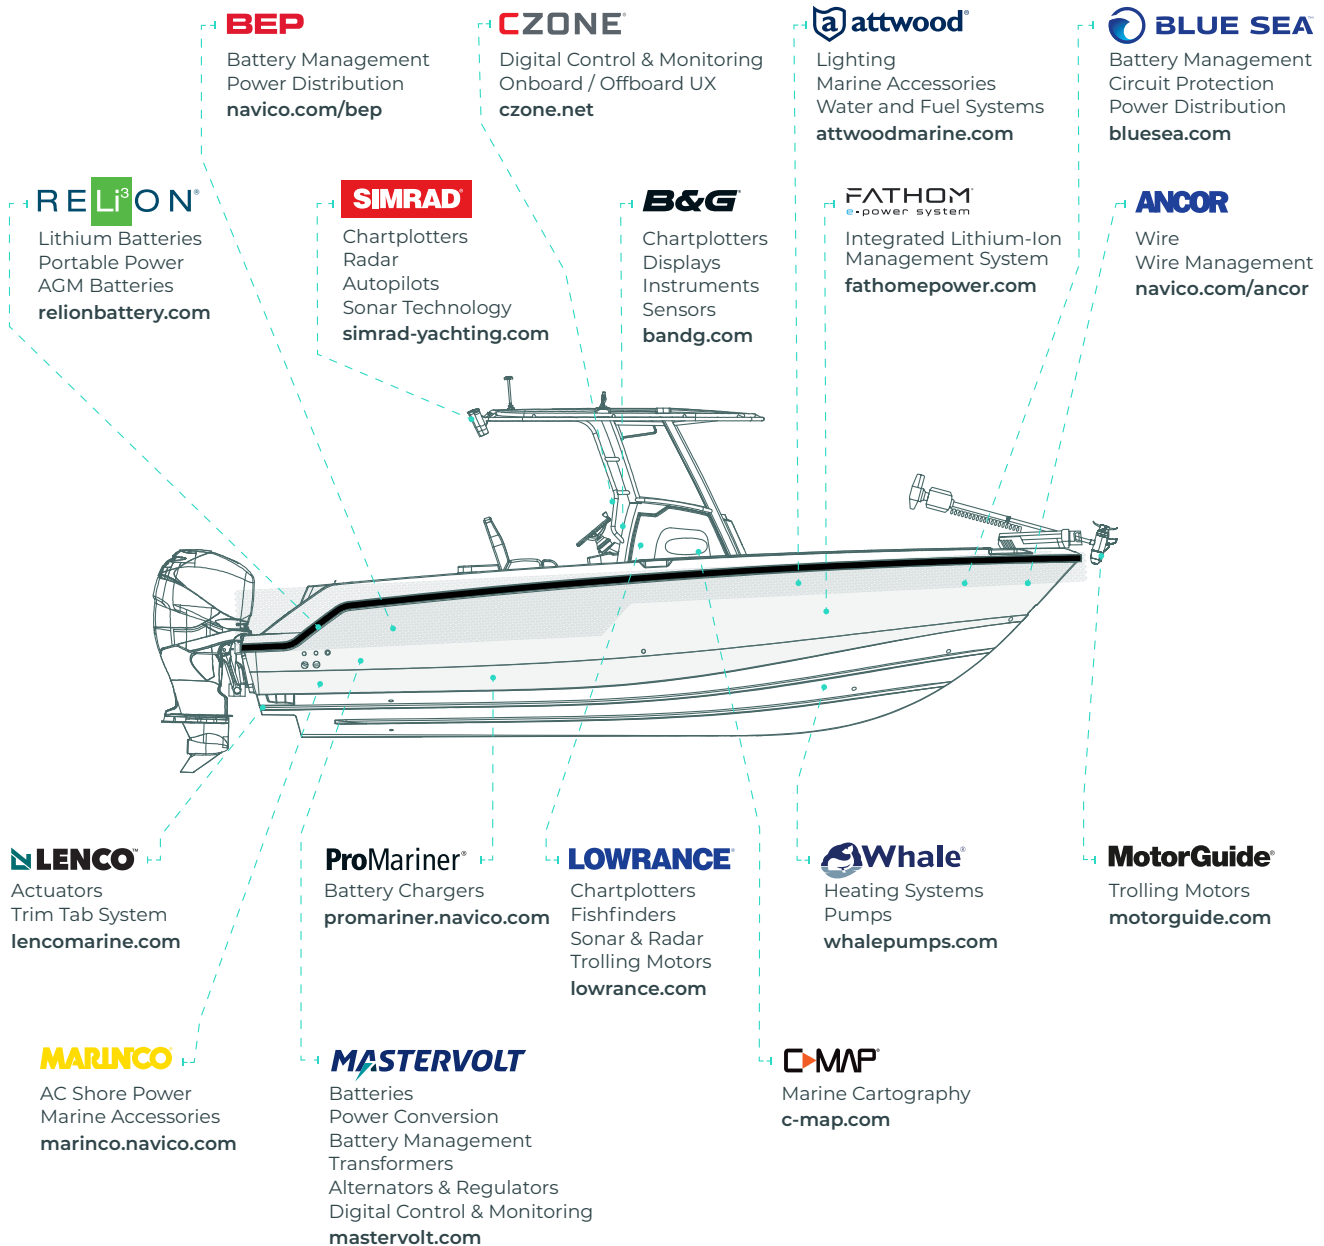 BEP
Battery Management
Power Distribution
navico.com/bep
CZONE®
Digital Control & Monitoring
Onboard / Offboard UX
czone.net
a attwood®
Lighting
Marine Accessories
Water and Fuel Systems
attwoodmarine.com
BLUE SEA
Battery Management
Circuit Protection
Power Distribution
bluesea.com
RELi³ON®
Lithium Batteries
Portable Power
AGM Batteries
relionbattery.com
SIMRAD®
Chartplotters
Radar
Autopilots
Sonar Technology
simrad-yachting.com
B&G®
Chartplotters
Displays
Instruments
Sensors
bandg.com
FATHOM®
e-power system
Integrated Lithium-Ion
Management System
fathomepower.com
ANCOR
Wire
Wire Management
navico.com/ancor
LENCO™
Actuators
Trim Tab System
lencomarine.com
ProMariner®
Battery Chargers
promariner.navico.com
LOWRANCE®
Chartplotters
Fishfinders
Sonar & Radar
Trolling Motors
lowrance.com
Whale®
Heating Systems
Pumps
whalepumps.com
MotorGuide®
Trolling Motors
motorguide.com
MARINCO®
AC Shore Power
Marine Accessories
marinco.navico.com
MASTERVOLT
Batteries
Power Conversion
Battery Management
Transformers
Alternators & Regulators
Digital Control & Monitoring
mastervolt.com
C-MAP®
Marine Cartography
c-map.com